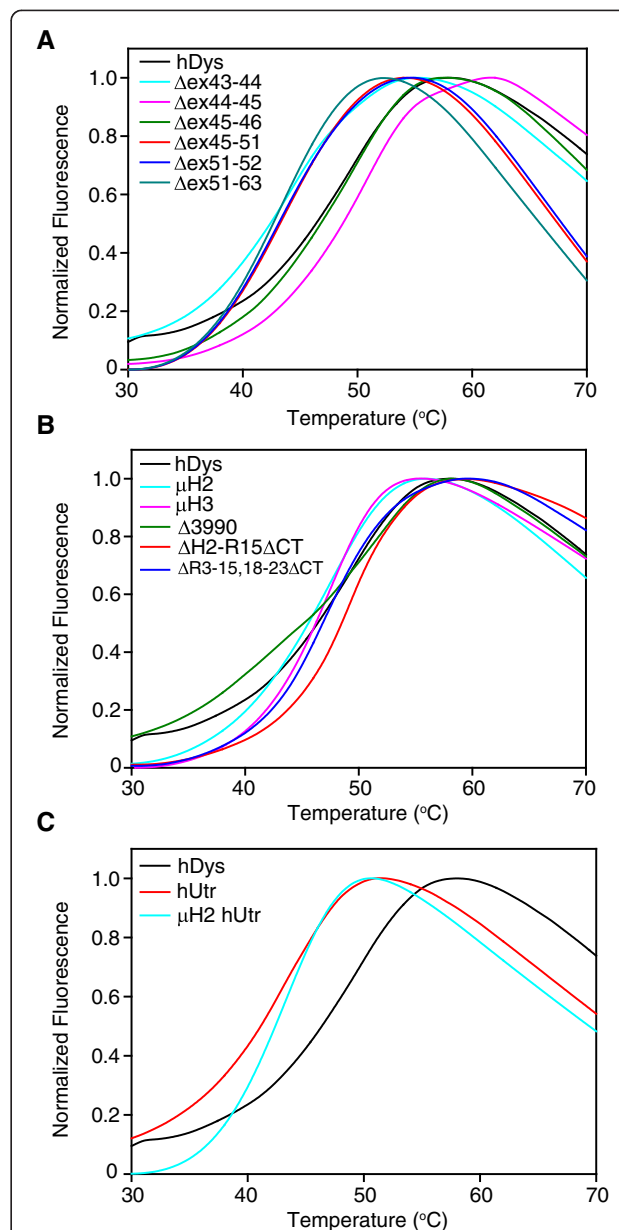 A
hDys
Δex43-44
Δex44-45
Δex45-46
Δex45-51
Δex51-52
Δex51-63
Normalized Fluorescence
1.0
0.8
0.6
0.4
0.2
0
30 40 50 60 70
Temperature (°C)
B
hDys
μH2
μH3
Δ3990
ΔH2-R15ΔCT
ΔR3-15,18-23ΔCT
Normalized Fluorescence
1.0
0.8
0.6
0.4
0.2
0
30 40 50 60 70
Temperature (°C)
C
hDys
hUtr
μH2 hUtr
Normalized Fluorescence
1.0
0.8
0.6
0.4
0.2
0
30 40 50 60 70
Temperature (°C)